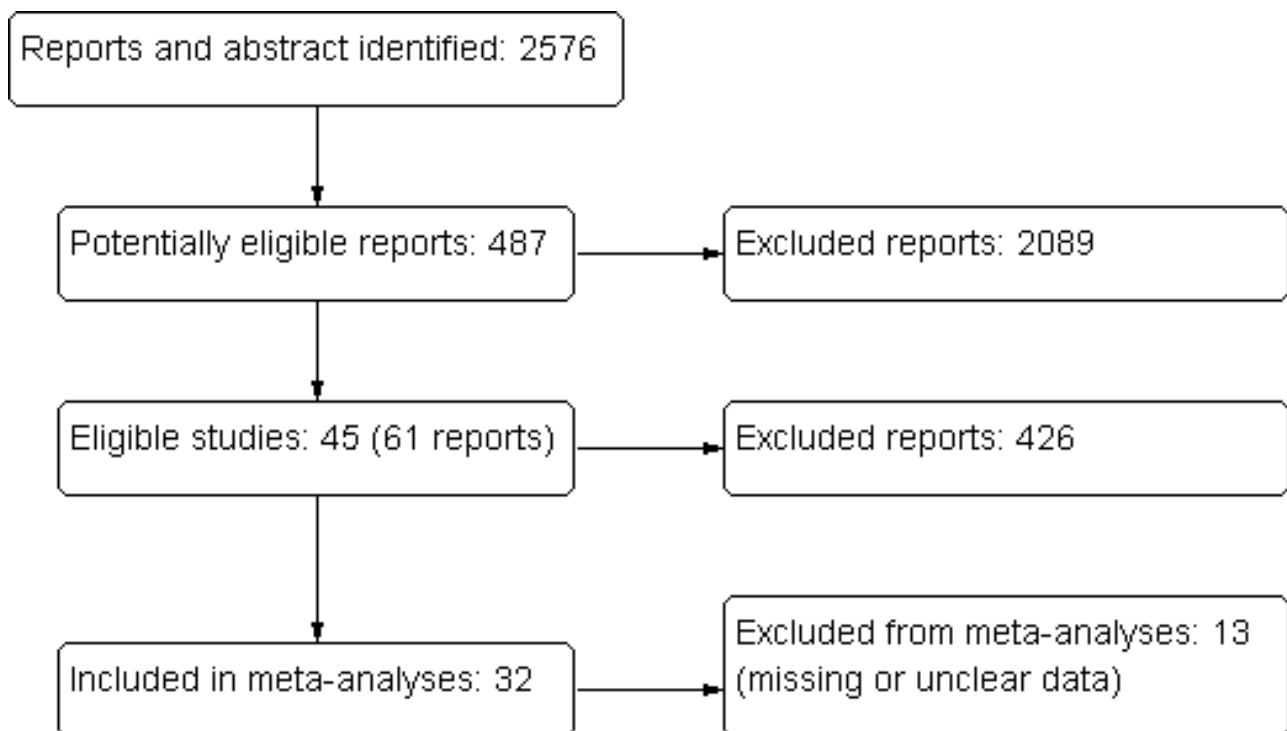 Reports and abstract identified: 2576
Potentially eligible reports: 487
Excluded reports: 2089
Eligible studies: 45 (61 reports)
Excluded reports: 426
Included in meta-analyses: 32
Excluded from meta-analyses: 13
(missing or unclear data)